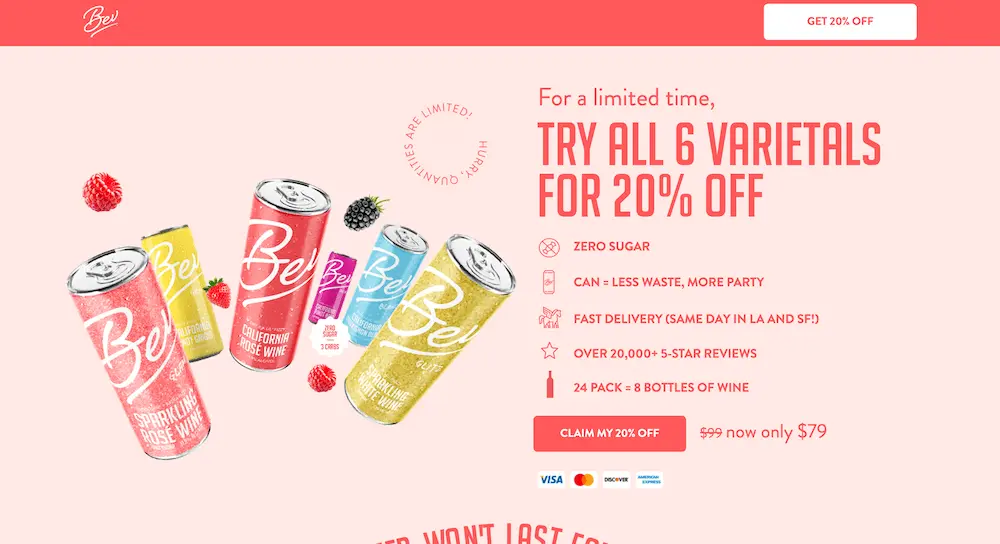 Bev
GET 20% OFF
HURRY, QUANTITIES ARE LIMITED!
For a limited time,
TRY ALL 6 VARIETALS
FOR 20% OFF
ZERO SUGAR
CAN = LESS WASTE, MORE PARTY
FAST DELIVERY (SAME DAY IN LA AND SF!)
OVER 20,000+ 5-STAR REVIEWS
24 PACK = 8 BOTTLES OF WINE
CLAIM MY 20% OFF
$99 now only $79
VISA
mastercard
DISCOVER
AMERICAN
EXPRESS
Bev
SPARKLING
ROSÉ WINE
Bev
CALIFORNIA
Bev
CALIFORNIA
ROSÉ WINE
Bev
ZERO
SUGAR
3 CARBS
Bev
CALIFORNIA
Bev
SPARKLING
WHITE WINE
WON'T LAST